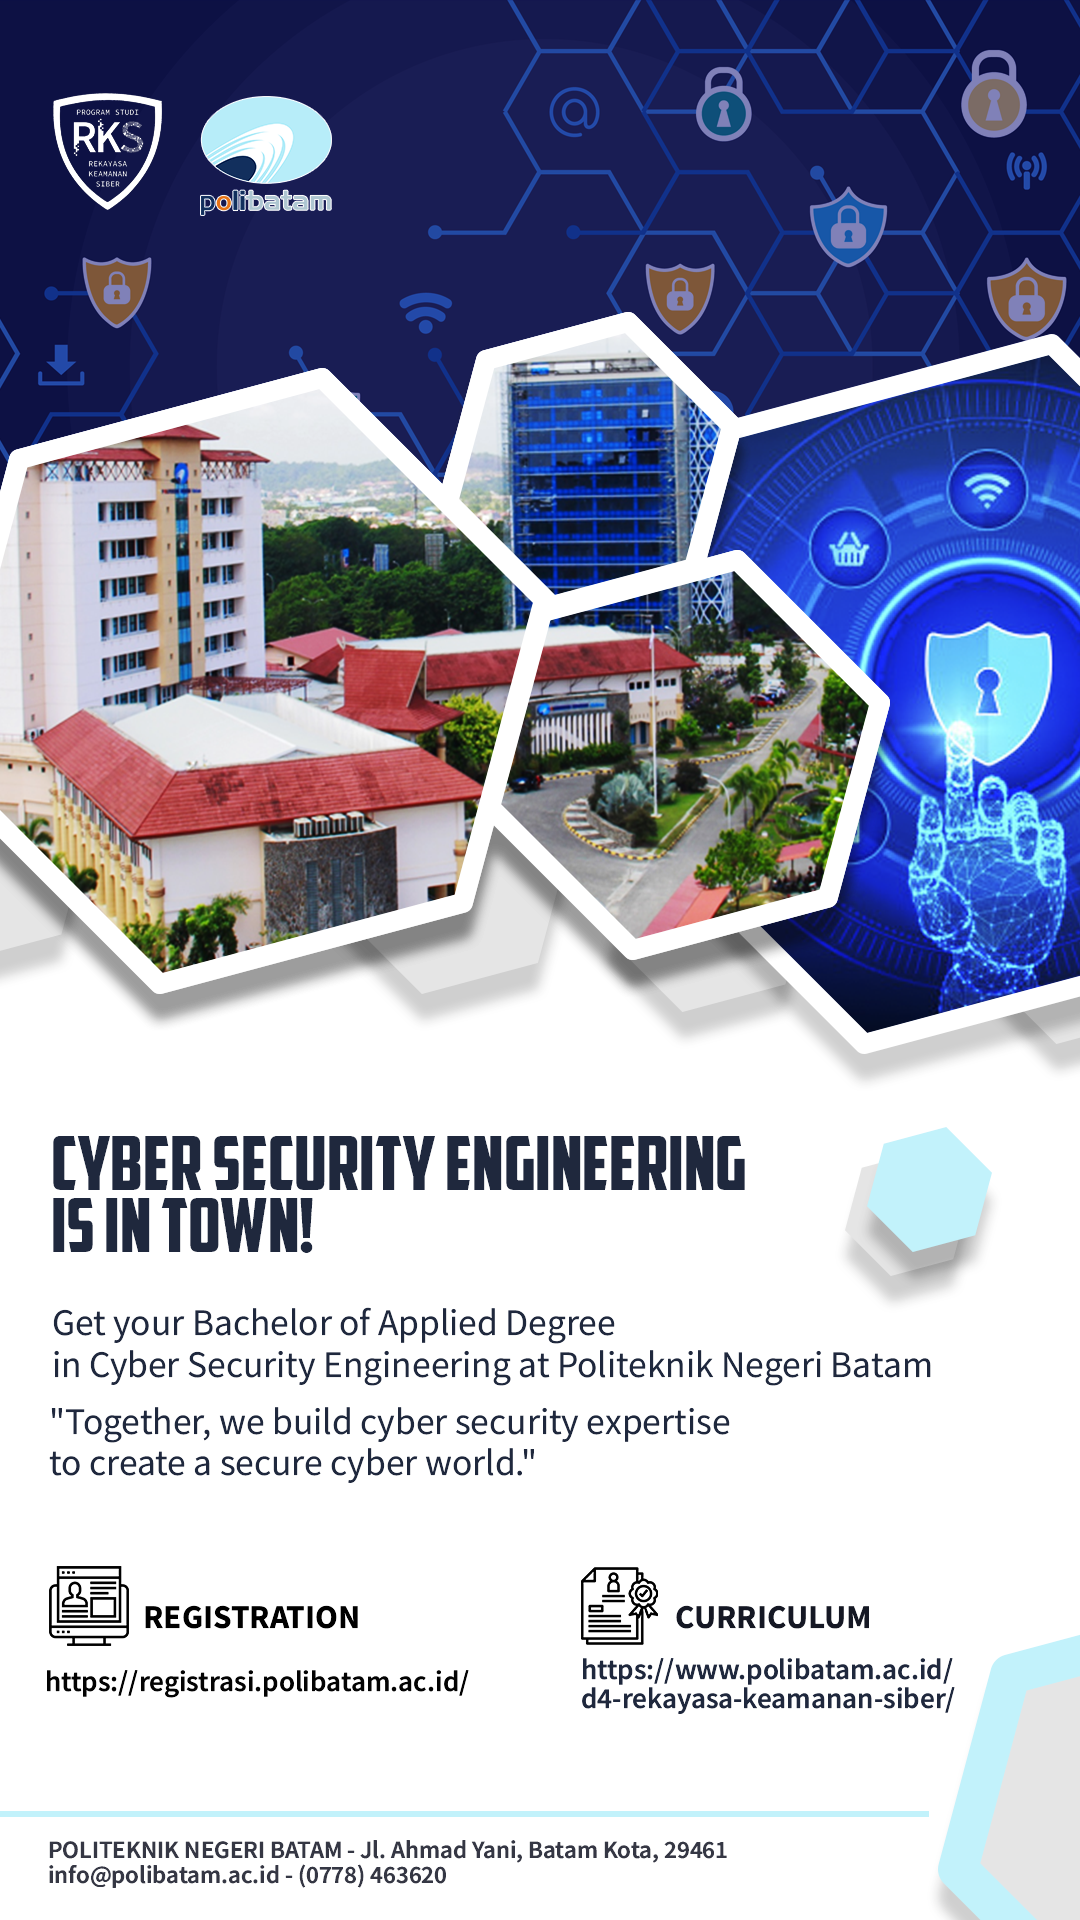 PROGRAM STUDI
RKS
REKAYASA
KEAMANAN
SIBER
polibatam
CYBER SECURITY ENGINEERING
IS IN TOWN!
Get your Bachelor of Applied Degree
in Cyber Security Engineering at Politeknik Negeri Batam
"Together, we build cyber security expertise
to create a secure cyber world."
REGISTRATION
https://registrasi.polibatam.ac.id/
CURRICULUM
https://www.polibatam.ac.id/
d4-rekayasa-keamanan-siber/
POLITEKNIK NEGERI BATAM - Jl. Ahmad Yani, Batam Kota, 29461
info@polibatam.ac.id - (0778) 463620